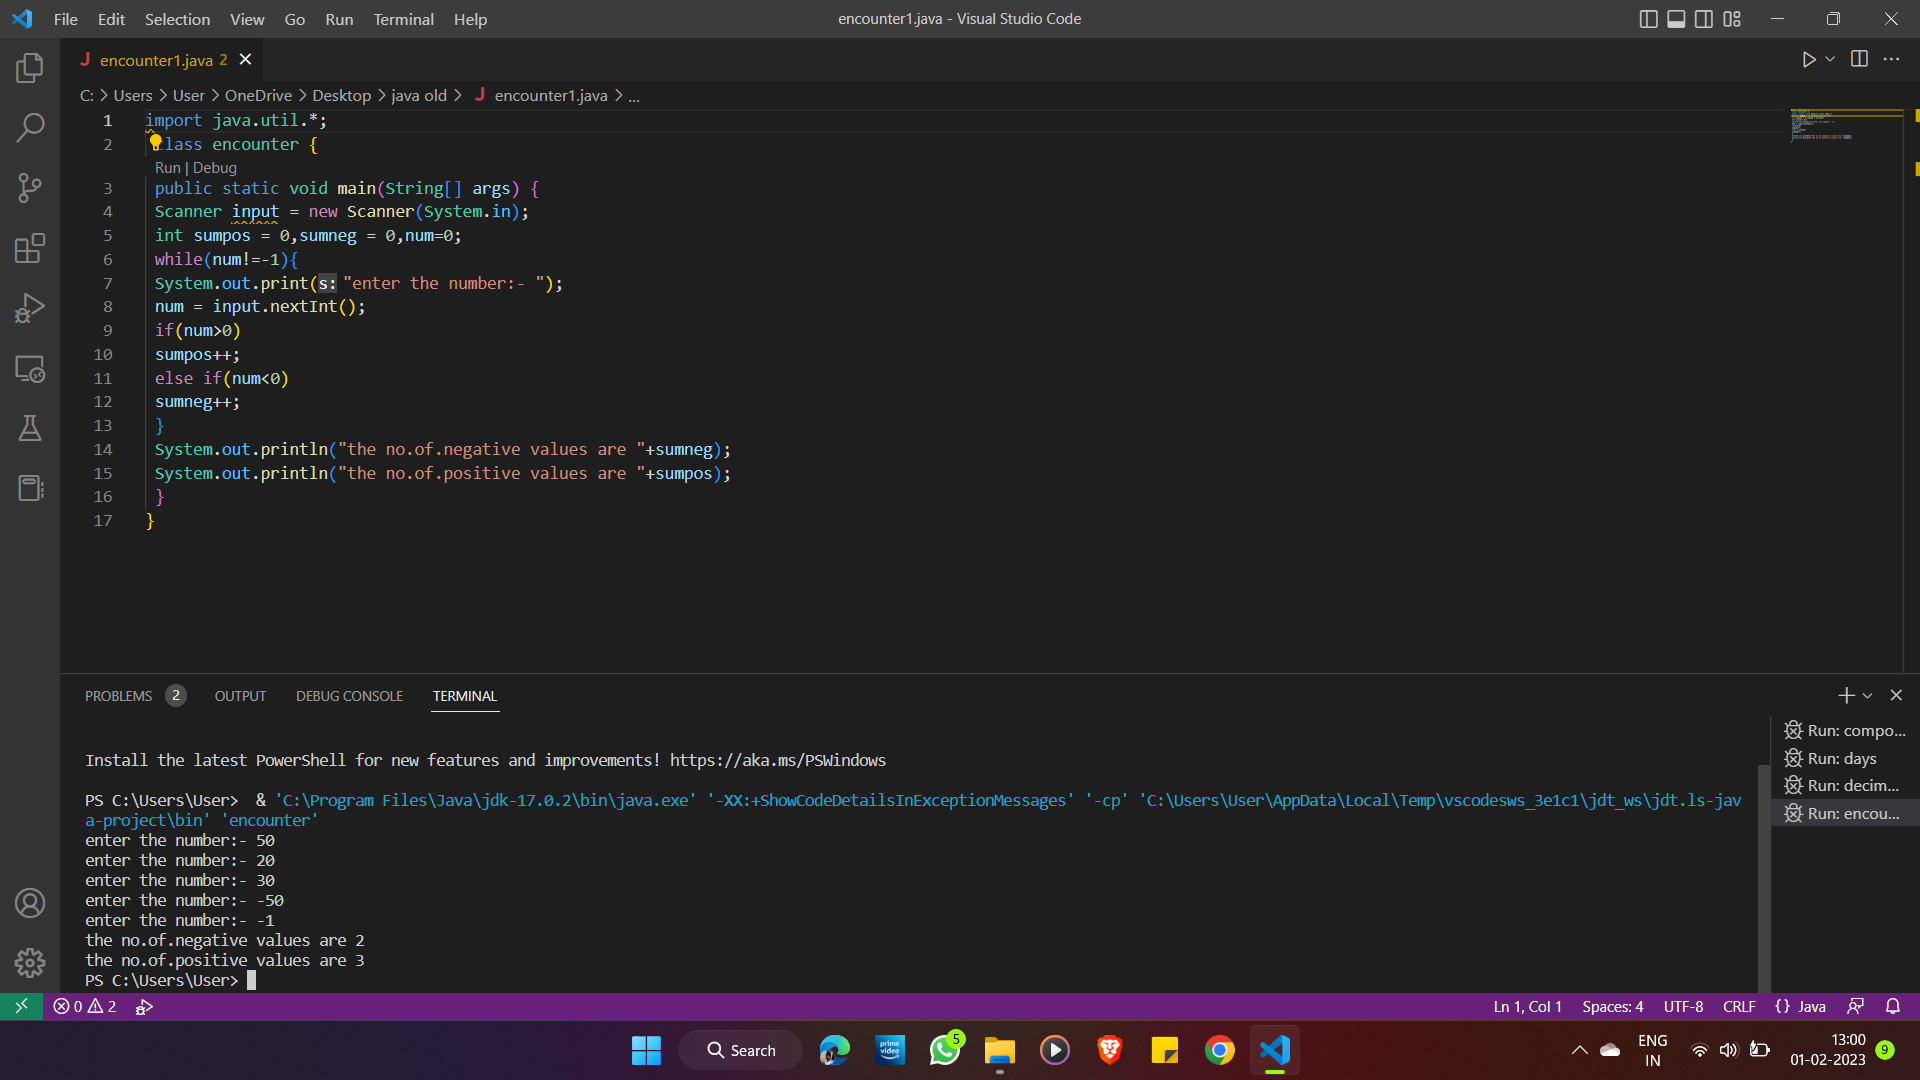 File Edit Selection View Go Run Terminal Help
encounter1.java - Visual Studio Code
J encounter1.java 2
C: > Users > User > OneDrive > Desktop > java old > J encounter1.java > ...
1 import java.util.*;
2 class encounter {
Run | Debug
3 public static void main(String[] args) {
4 Scanner input = new Scanner(System.in);
5 int sumpos = 0,sumneg = 0,num=0;
6 while(num!=-1){
7 System.out.print(s: "enter the number:- ");
8 num = input.nextInt();
9 if(num>0)
10 sumpos++;
11 else if(num<0)
12 sumneg++;
13 }
14 System.out.println("the no.of.negative values are "+sumneg);
15 System.out.println("the no.of.positive values are "+sumpos);
16 }
17 }
PROBLEMS 2 OUTPUT DEBUG CONSOLE TERMINAL
Install the latest PowerShell for new features and improvements! https://aka.ms/PSWindows
PS C:\Users\User>  & 'C:\Program Files\Java\jdk-17.0.2\bin\java.exe' '-XX:+ShowCodeDetailsInExceptionMessages' '-cp' 'C:\Users\User\AppData\Local\Temp\vscodesws_3e1c1\jdt_ws\jdt.ls-jav
a-project\bin' 'encounter'
enter the number:- 50
enter the number:- 20
enter the number:- 30
enter the number:- -50
enter the number:- -1
the no.of.negative values are 2
the no.of.positive values are 3
PS C:\Users\User>
Run: compo...
Run: days
Run: decim...
Run: encou...
0 2
Ln 1, Col 1 Spaces: 4 UTF-8 CRLF {} Java
Search
prime video
5
ENG
IN
13:00
01-02-2023
9